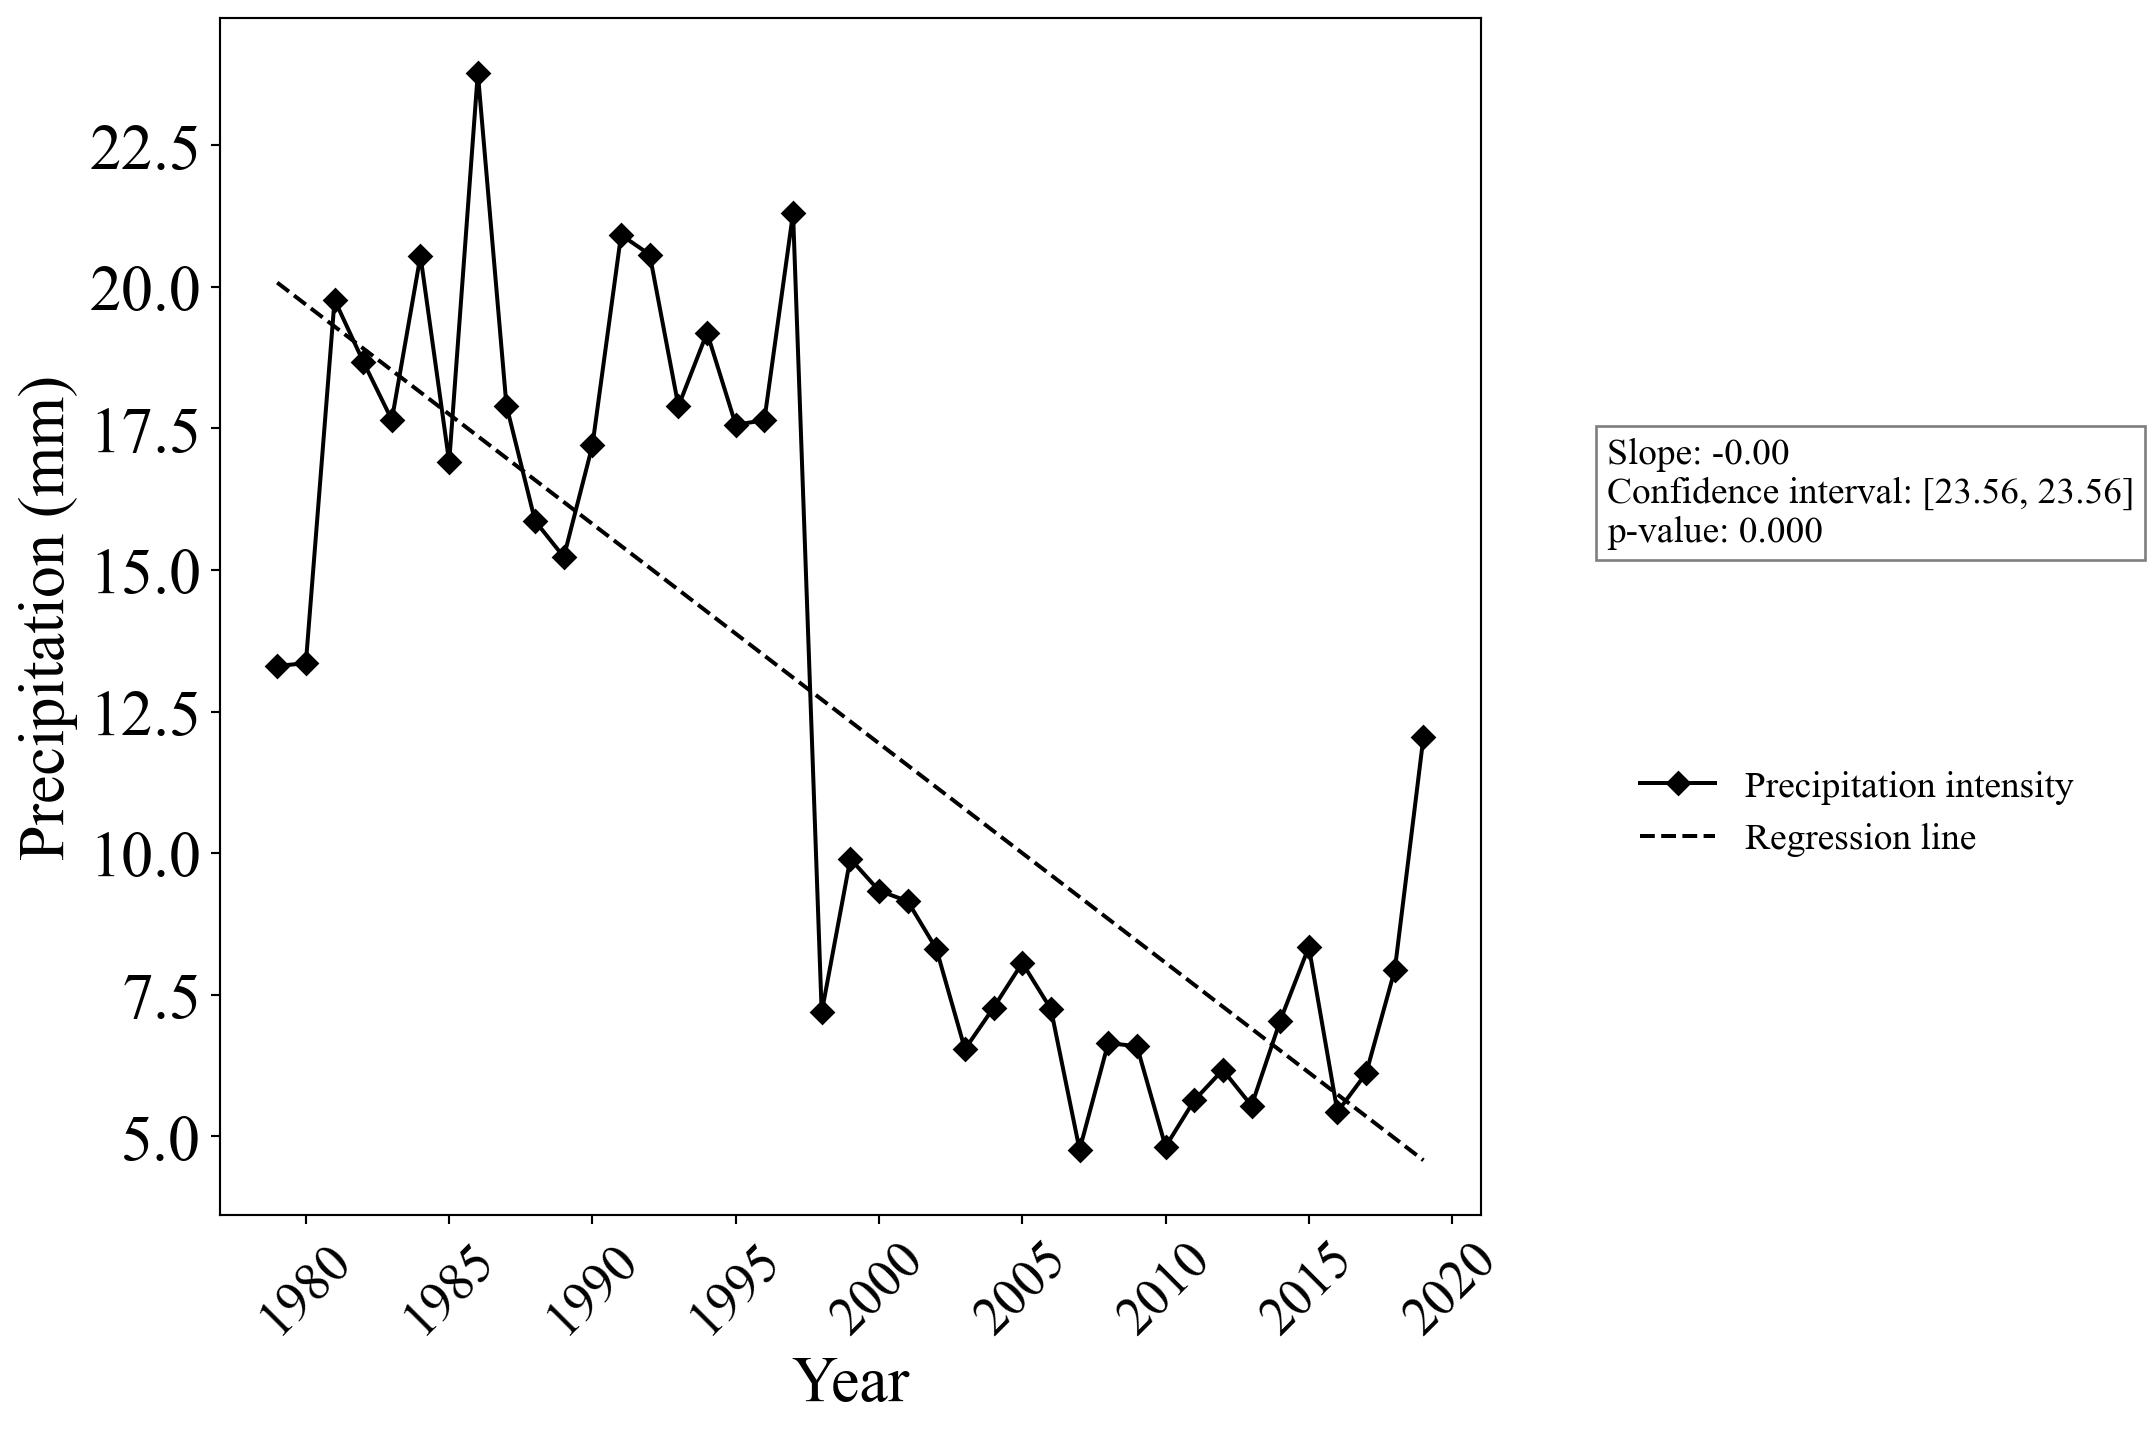 22.5
20.0
17.5
15.0
12.5
10.0
7.5
5.0
Precipitation (mm)
1980
1985
1990
1995
2000
2005
2010
2015
2020
Year
Slope: -0.00
Confidence interval: [23.56, 23.56]
p-value: 0.000
Precipitation intensity
Regression line